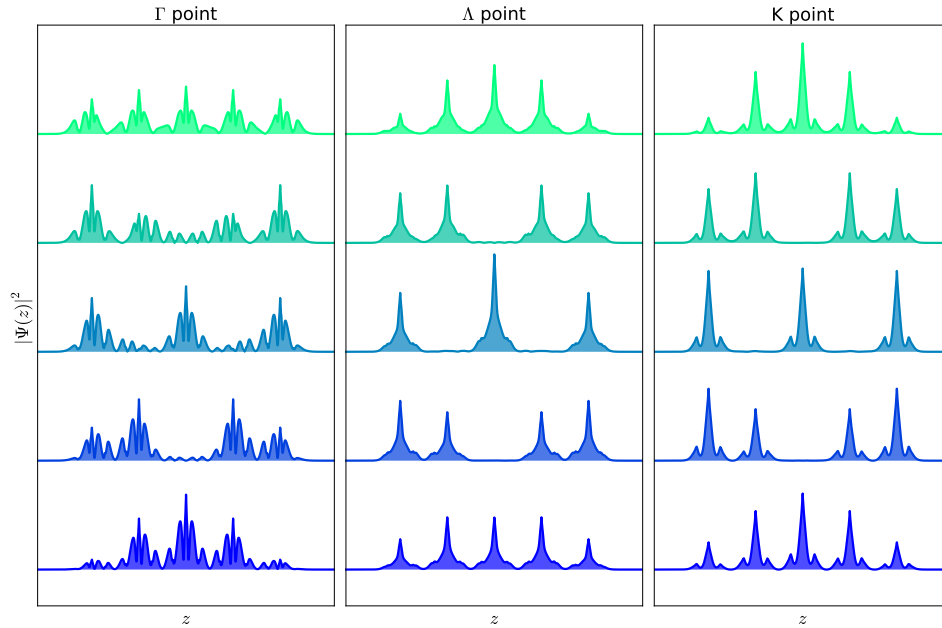 Γ point
Λ point
K point
|Ψ(z)|²
z
z
z